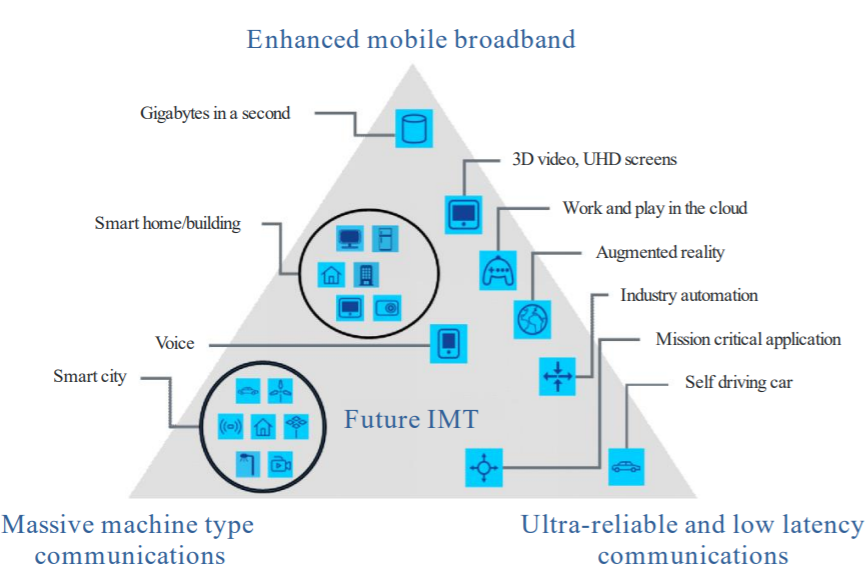 Enhanced mobile broadband
Gigabytes in a second
3D video, UHD screens
Work and play in the cloud
Smart home/building
Augmented reality
Industry automation
Mission critical application
Voice
Smart city
Self driving car
Future IMT
Massive machine type
communications
Ultra-reliable and low latency
communications